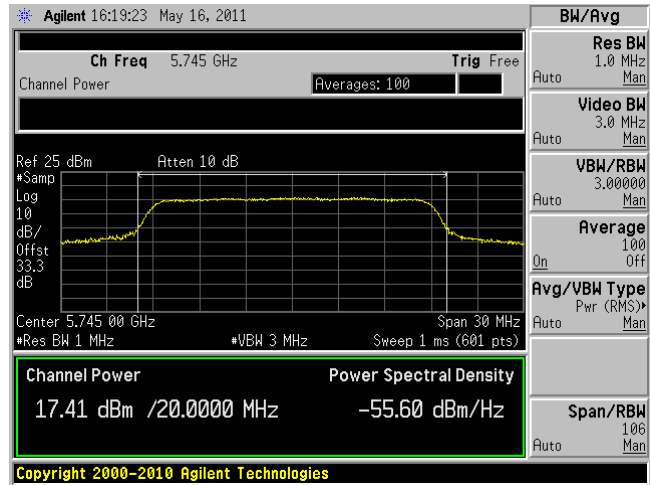 Agilent 16:19:23 May 16, 2011
BW/Avg
Ch Freq 5.745 GHz Trig Free
Channel Power Averages: 100
Res BW
1.0 MHz
Auto Man
Video BW
3.0 MHz
Auto Man
VBW/RBW
3.00000
Auto Man
Average
100
On Off
Avg/VBW Type
Pwr (RMS)▸
Auto Man
Span/RBW
106
Auto Man
Ref 25 dBm Atten 10 dB
#Samp
Log
10
dB/
Offst
33.3
dB
Center 5.745 00 GHz Span 30 MHz
#Res BW 1 MHz #VBW 3 MHz Sweep 1 ms (601 pts)
Channel Power Power Spectral Density
17.41 dBm /20.0000 MHz -55.60 dBm/Hz
Copyright 2000-2010 Agilent Technologies